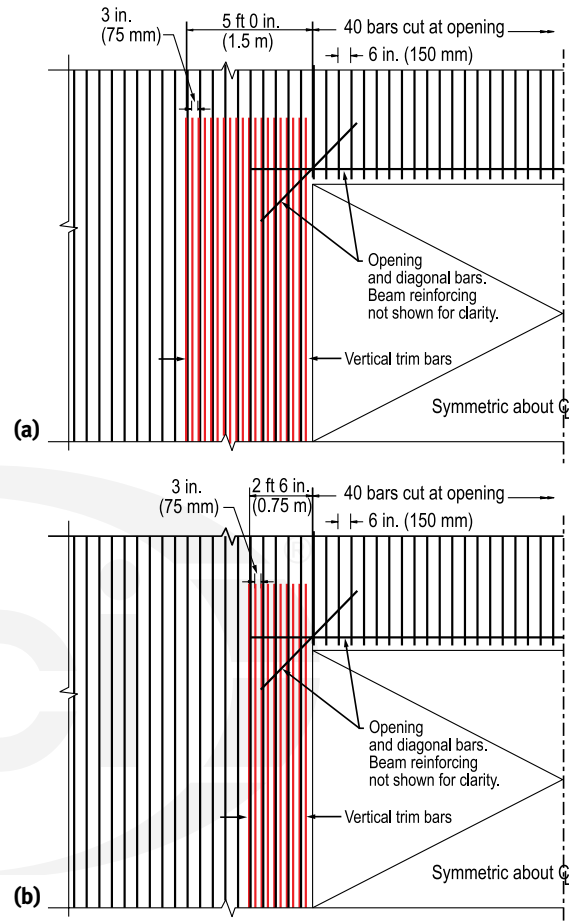 3 in.
(75 mm)
5 ft 0 in.
(1.5 m)
40 bars cut at opening
6 in. (150 mm)
Opening
and diagonal bars.
Beam reinforcing
not shown for clarity.
Vertical trim bars
Symmetric about ℄
(a)
3 in.
(75 mm)
2 ft 6 in.
(0.75 m)
40 bars cut at opening
6 in. (150 mm)
Opening
and diagonal bars.
Beam reinforcing
not shown for clarity.
Vertical trim bars
Symmetric about ℄
(b)